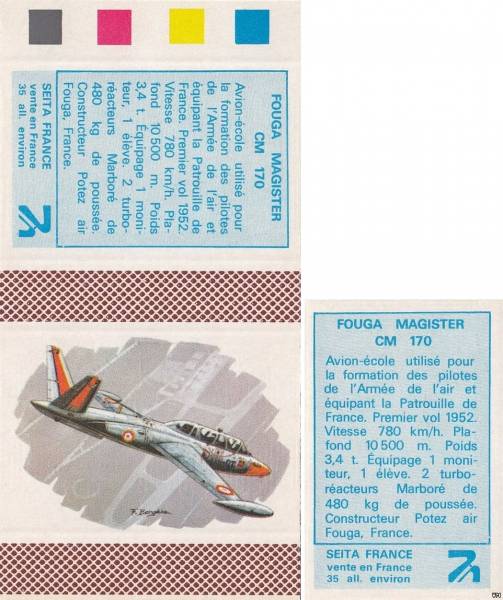 FOUGA MAGISTER
CM 170
Avion-école utilisé pour
la formation des pilotes
de l'Armée de l'air et
équipant la Patrouille de
France. Premier vol 1952.
Vitesse 780 km/h. Pla-
fond 10 500 m. Poids
3,4 t. Équipage 1 moni-
teur, 1 élève. 2 turbo-
réacteurs Marboré de
480 kg de poussée.
Constructeur Potez air
Fouga, France.
SEITA FRANCE
vente en France
35 all. environ
FOUGA MAGISTER
CM 170
Avion-école utilisé pour
la formation des pilotes
de l'Armée de l'air et
équipant la Patrouille de
France. Premier vol 1952.
Vitesse 780 km/h. Pla-
fond 10 500 m. Poids
3,4 t. Équipage 1 moni-
teur, 1 élève. 2 turbo-
réacteurs Marboré de
480 kg de poussée.
Constructeur Potez air
Fouga, France.
SEITA FRANCE
vente en France
35 all. environ